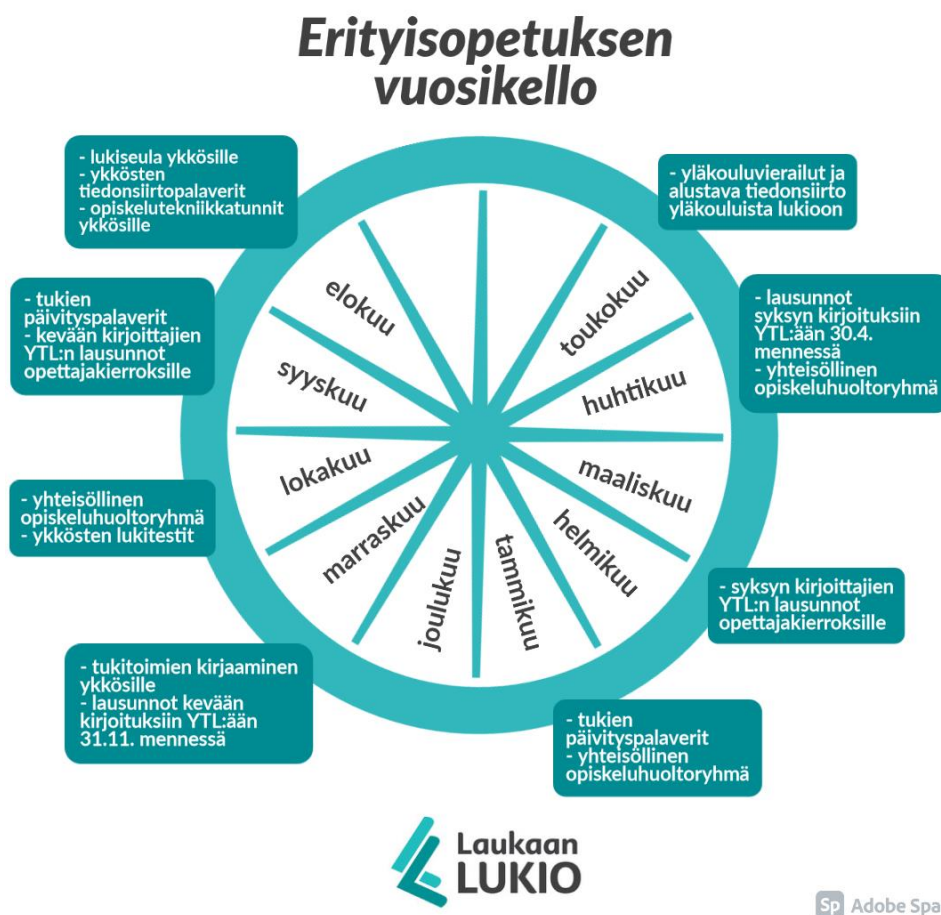 Erityisopetuksen
vuosikello
- lukiseula ykkösille
- ykkösten
tiedonsiirtopalaverit
- opiskelutekniikkatunnit
ykkösille
- yläkouluvierailut ja
alustava tiedonsiirto
yläkouluista lukioon
- tukien
päivityspalaverit
- kevään kirjoittajien
YTL:n lausunnot
opettajakierroksille
- lausunnot
syksyn kirjoituksiin
YTL:ään 30.4.
mennessä
- yhteisöllinen
opiskeluhuoltoryhmä
elokuu
toukokuu
syyskuu
huhtikuu
lokakuu
maaliskuu
marraskuu
helmikuu
joulukuu
tammikuu
- yhteisöllinen
opiskeluhuoltoryhmä
- ykkösten lukitestit
- syksyn kirjoittajien
YTL:n lausunnot
opettajakierroksille
- tukitoimien kirjaaminen
ykkösille
- lausunnot kevään
kirjoituksiin YTL:ään
31.11. mennessä
- tukien
päivityspalaverit
- yhteisöllinen
opiskeluhuoltoryhmä
Laukaan
LUKIO
Sp Adobe Spa